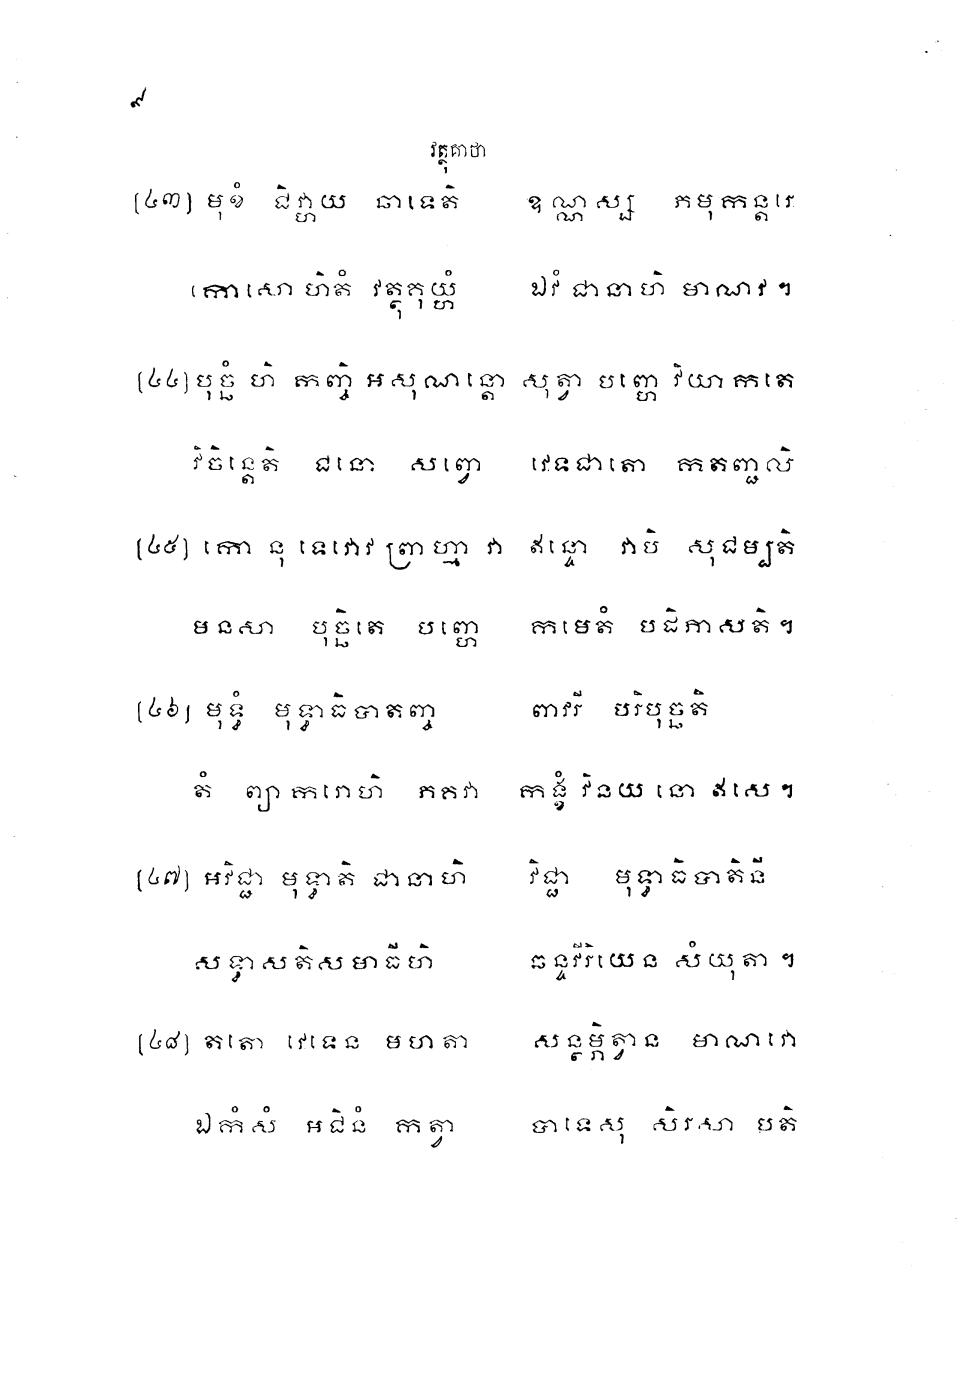 ៩
វត្ថុគាថា
(៤៣) មុខំ ជិវ្ហាយ ឆាទេតិ ឧណ្ណស្ស ភមុកន្តរេ
កោសោហិតំ វត្ថគុយ្ហំ ឯវំ ជានាហិ មាណវ។
(៤៤) បុច្ឆំ ហិ កញ្ចិ អសុណន្តោ សុត្វា បញ្ហេ វិយាកតេ
វិចិន្តេតិ ជនោ សព្វោ វេទជាតោ កតញ្ជលិ
(៤៥) កោ នុ ទេវោវ ព្រាហ្មា វា ឥន្ទោ វាបិ សុជម្បតិ
មនសា បុច្ឆិតេ បញ្ហេ កមេតំ បដិភាសតិ។
(៤៦) មុទ្ធំ មុទ្ធាធិបាតញ្ច ពាវរី បរិបុច្ឆតិ
តំ ព្យាករោហិ ភគវា កង្ខំ វិនយ នោ ឥសេ។
(៤៧) អវិជ្ជា មុទ្ធាតិ ជានាហិ វិជ្ជា មុទ្ធាធិបាតិនី
សទ្ធាសតិសមាធីហិ ឆន្ទវីរិយេន សំយុតា។
(៤៨) តតោ វេទេន មហតា សន្ថម្ភិត្វាន មាណវោ
ឯកំសំ អជិនំ កត្វា បាទេសុ សិរសា បតិ